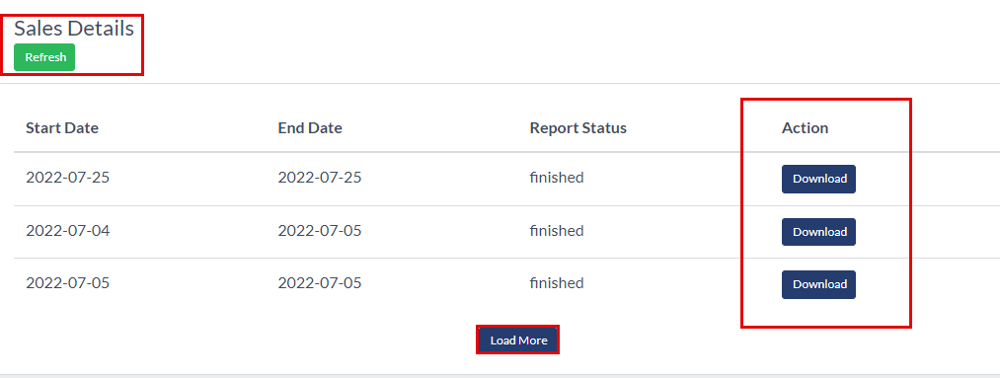 Sales Details
Refresh
Start Date End Date Report Status Action
2022-07-25 2022-07-25 finished Download
2022-07-04 2022-07-05 finished Download
2022-07-05 2022-07-05 finished Download
Load More